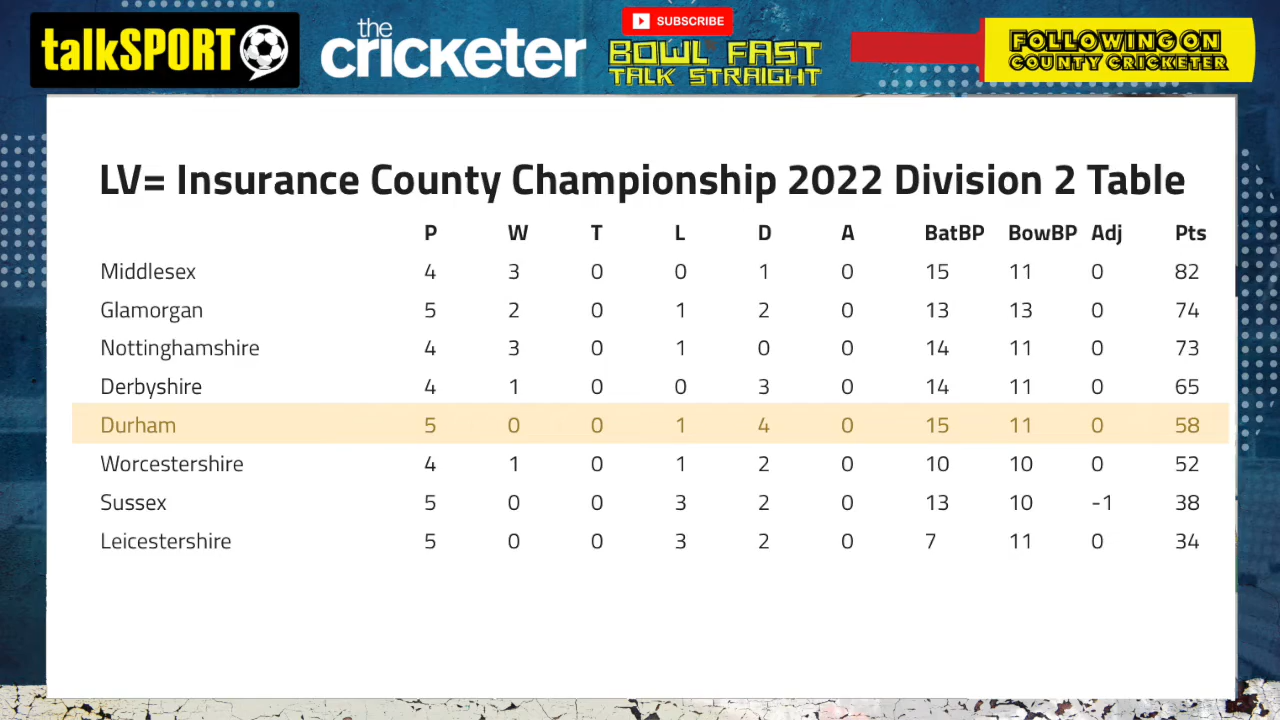 talkSPORT
the
cricketer
SUBSCRIBE
BOWL FAST
TALK STRAIGHT
FOLLOWING ON
COUNTY CRICKETER
LV= Insurance County Championship 2022 Division 2 Table
P W T L D A BatBP BowBP Adj Pts
Middlesex 4 3 0 0 1 0 15 11 0 82
Glamorgan 5 2 0 1 2 0 13 13 0 74
Nottinghamshire 4 3 0 1 0 0 14 11 0 73
Derbyshire 4 1 0 0 3 0 14 11 0 65
Durham 5 0 0 1 4 0 15 11 0 58
Worcestershire 4 1 0 1 2 0 10 10 0 52
Sussex 5 0 0 3 2 0 13 10 -1 38
Leicestershire 5 0 0 3 2 0 7 11 0 34